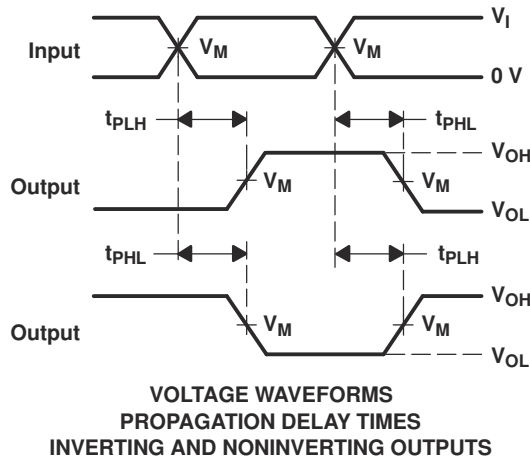 V_I
Input V_M V_M
0 V
t_PLH t_PHL
V_OH
Output V_M V_M
V_OL
t_PHL t_PLH
V_OH
Output V_M V_M
V_OL
VOLTAGE WAVEFORMS
PROPAGATION DELAY TIMES
INVERTING AND NONINVERTING OUTPUTS